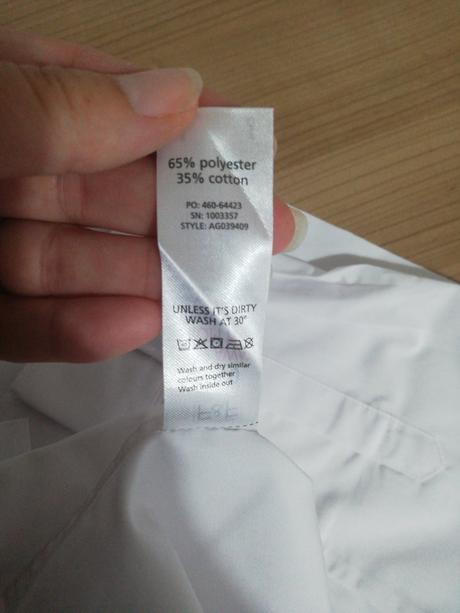 65% polyester
35% cotton
PO: 460-64423
SN: 1003357
STYLE: AG039409
UNLESS IT'S DIRTY
WASH AT 30°
Wash and dry similar
colours together
Wash inside out